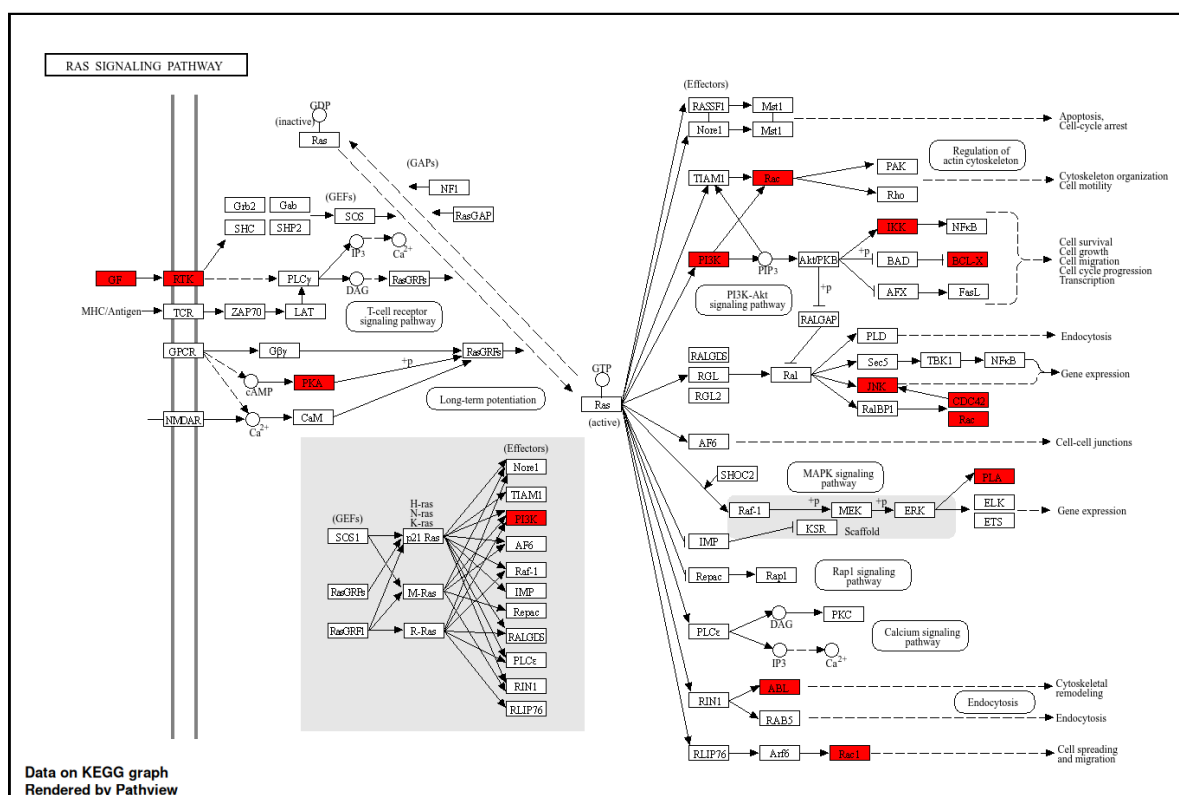 RAS SIGNALING PATHWAY
GDP
(inactive)
Ras
(GAPs)
NF1
RasGAP
(GEFs)
Grb2
Gab
SHC
SHP2
SOS
IP3
Ca2+
GF
RTK
PLCγ
DAG
RasGRPs
MHC/Antigen
TCR
ZAP70
LAT
T-cell receptor
signaling pathway
GPCR
Gβγ
RasGRFs
+p
cAMP
PKA
Long-term potentiation
NMDAR
Ca2+
CaM
GTP
Ras
(active)
(Effectors)
RASSF1
Mst1
Nore1
Mst1
Apoptosis,
Cell-cycle arrest
Regulation of
actin cytoskeleton
TIAM1
Rac
PAK
Rho
Cytoskeleton organization
Cell motility
PI3K
PIP3
Akt/PKB
+p
IKK
NFκB
+p
BAD
BCL-X
AFX
FasL
+p
Cell survival
Cell growth
Cell migration
Cell cycle progression
Transcription
PI3K-Akt
signaling pathway
RALGAP
RALGDS
RGL
RGL2
Ral
PLD
Endocytosis
Sec5
TBK1
NFκB
JNK
Gene expression
CDC42
RalBP1
Rac
AF6
Cell-cell junctions
SHOC2
MAPK signaling
pathway
PLA
Raf-1
+p
MEK
+p
ERK
ELK
ETS
Gene expression
KSR
Scaffold
IMP
Repac
Rap1
Rap1 signaling
pathway
PLCε
DAG
PKC
IP3
Ca2+
Calcium signaling
pathway
RIN1
ABL
Cytoskeletal
remodeling
RAB5
Endocytosis
Endocytosis
RLIP76
Arf6
Rac1
Cell spreading
and migration
(Effectors)
Nore1
TIAM1
PI3K
AF6
Raf-1
IMP
Repac
RALGDS
PLCε
RIN1
RLIP76
H-ras
N-ras
K-ras
(GEFs)
SOS1
p21 Ras
RasGRPs
M-Ras
RasGRF1
R-Ras
Data on KEGG graph
Rendered by Pathview